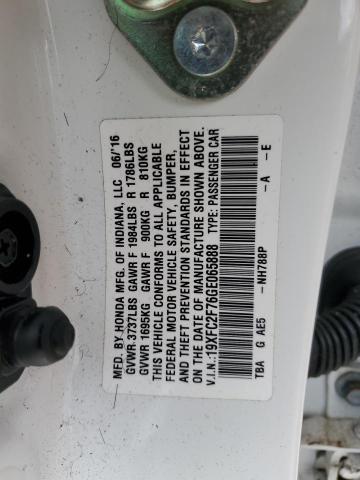 MFD. BY HONDA MFG. OF INDIANA, LLC 06/'16
GVWR 3737LBS GAWR F 1984LBS R 1786LBS
GVWR 1695KG GAWR F 900KG R 810KG
THIS VEHICLE CONFORMS TO ALL APPLICABLE
FEDERAL MOTOR VEHICLE SAFETY, BUMPER,
AND THEFT PREVENTION STANDARDS IN EFFECT
ON THE DATE OF MANUFACTURE SHOWN ABOVE.
V.I.N.:19XFC2F76GE065888 TYPE: PASSENGER CAR
TBA G AE5 -NH788P -A -E